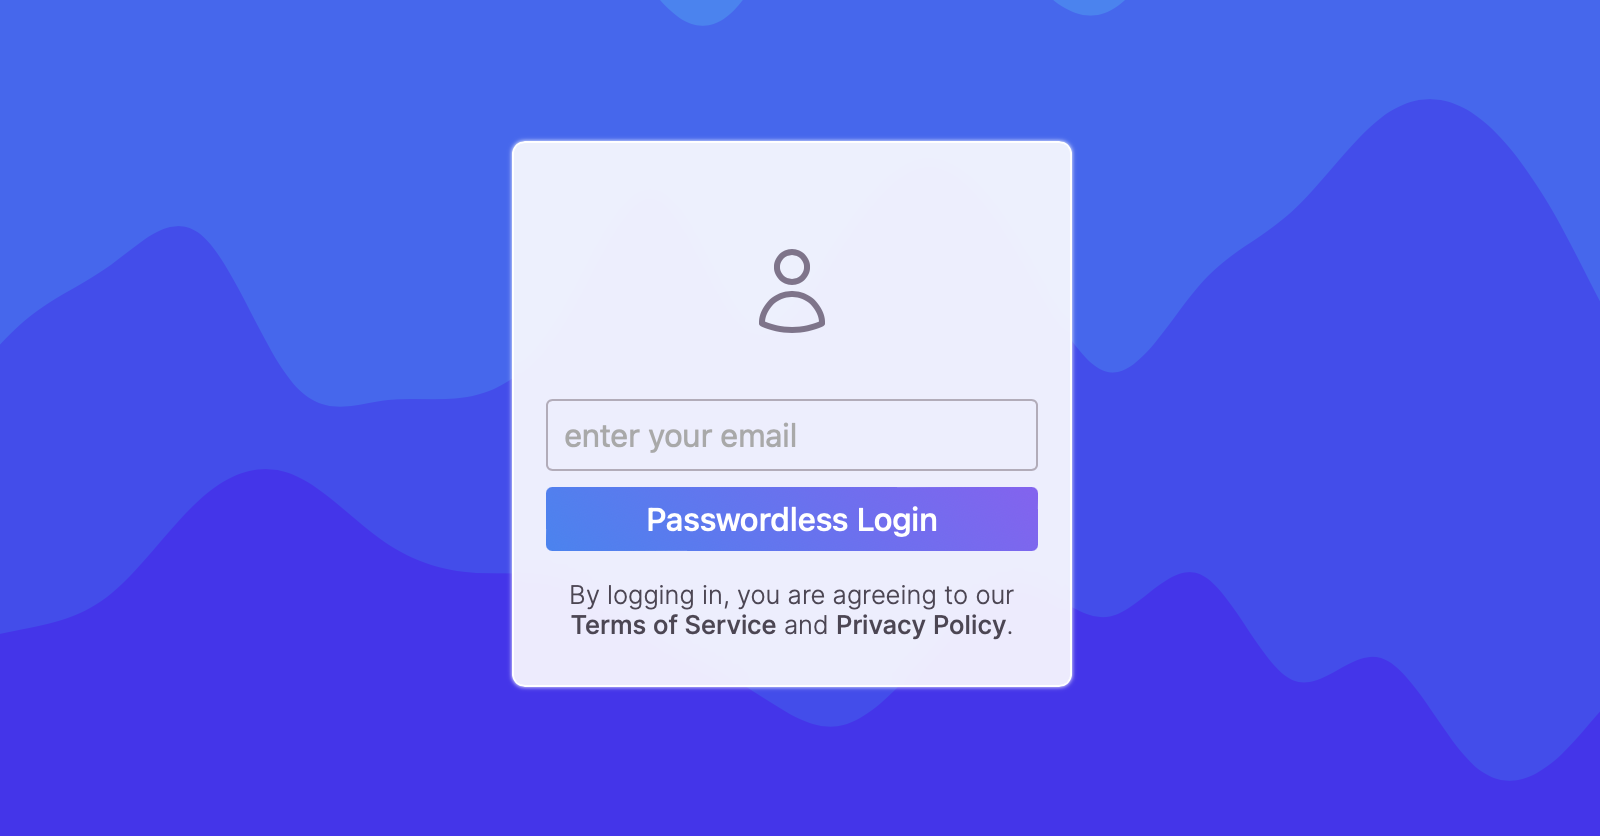 enter your email
Passwordless Login
By logging in, you are agreeing to our
Terms of Service and Privacy Policy.